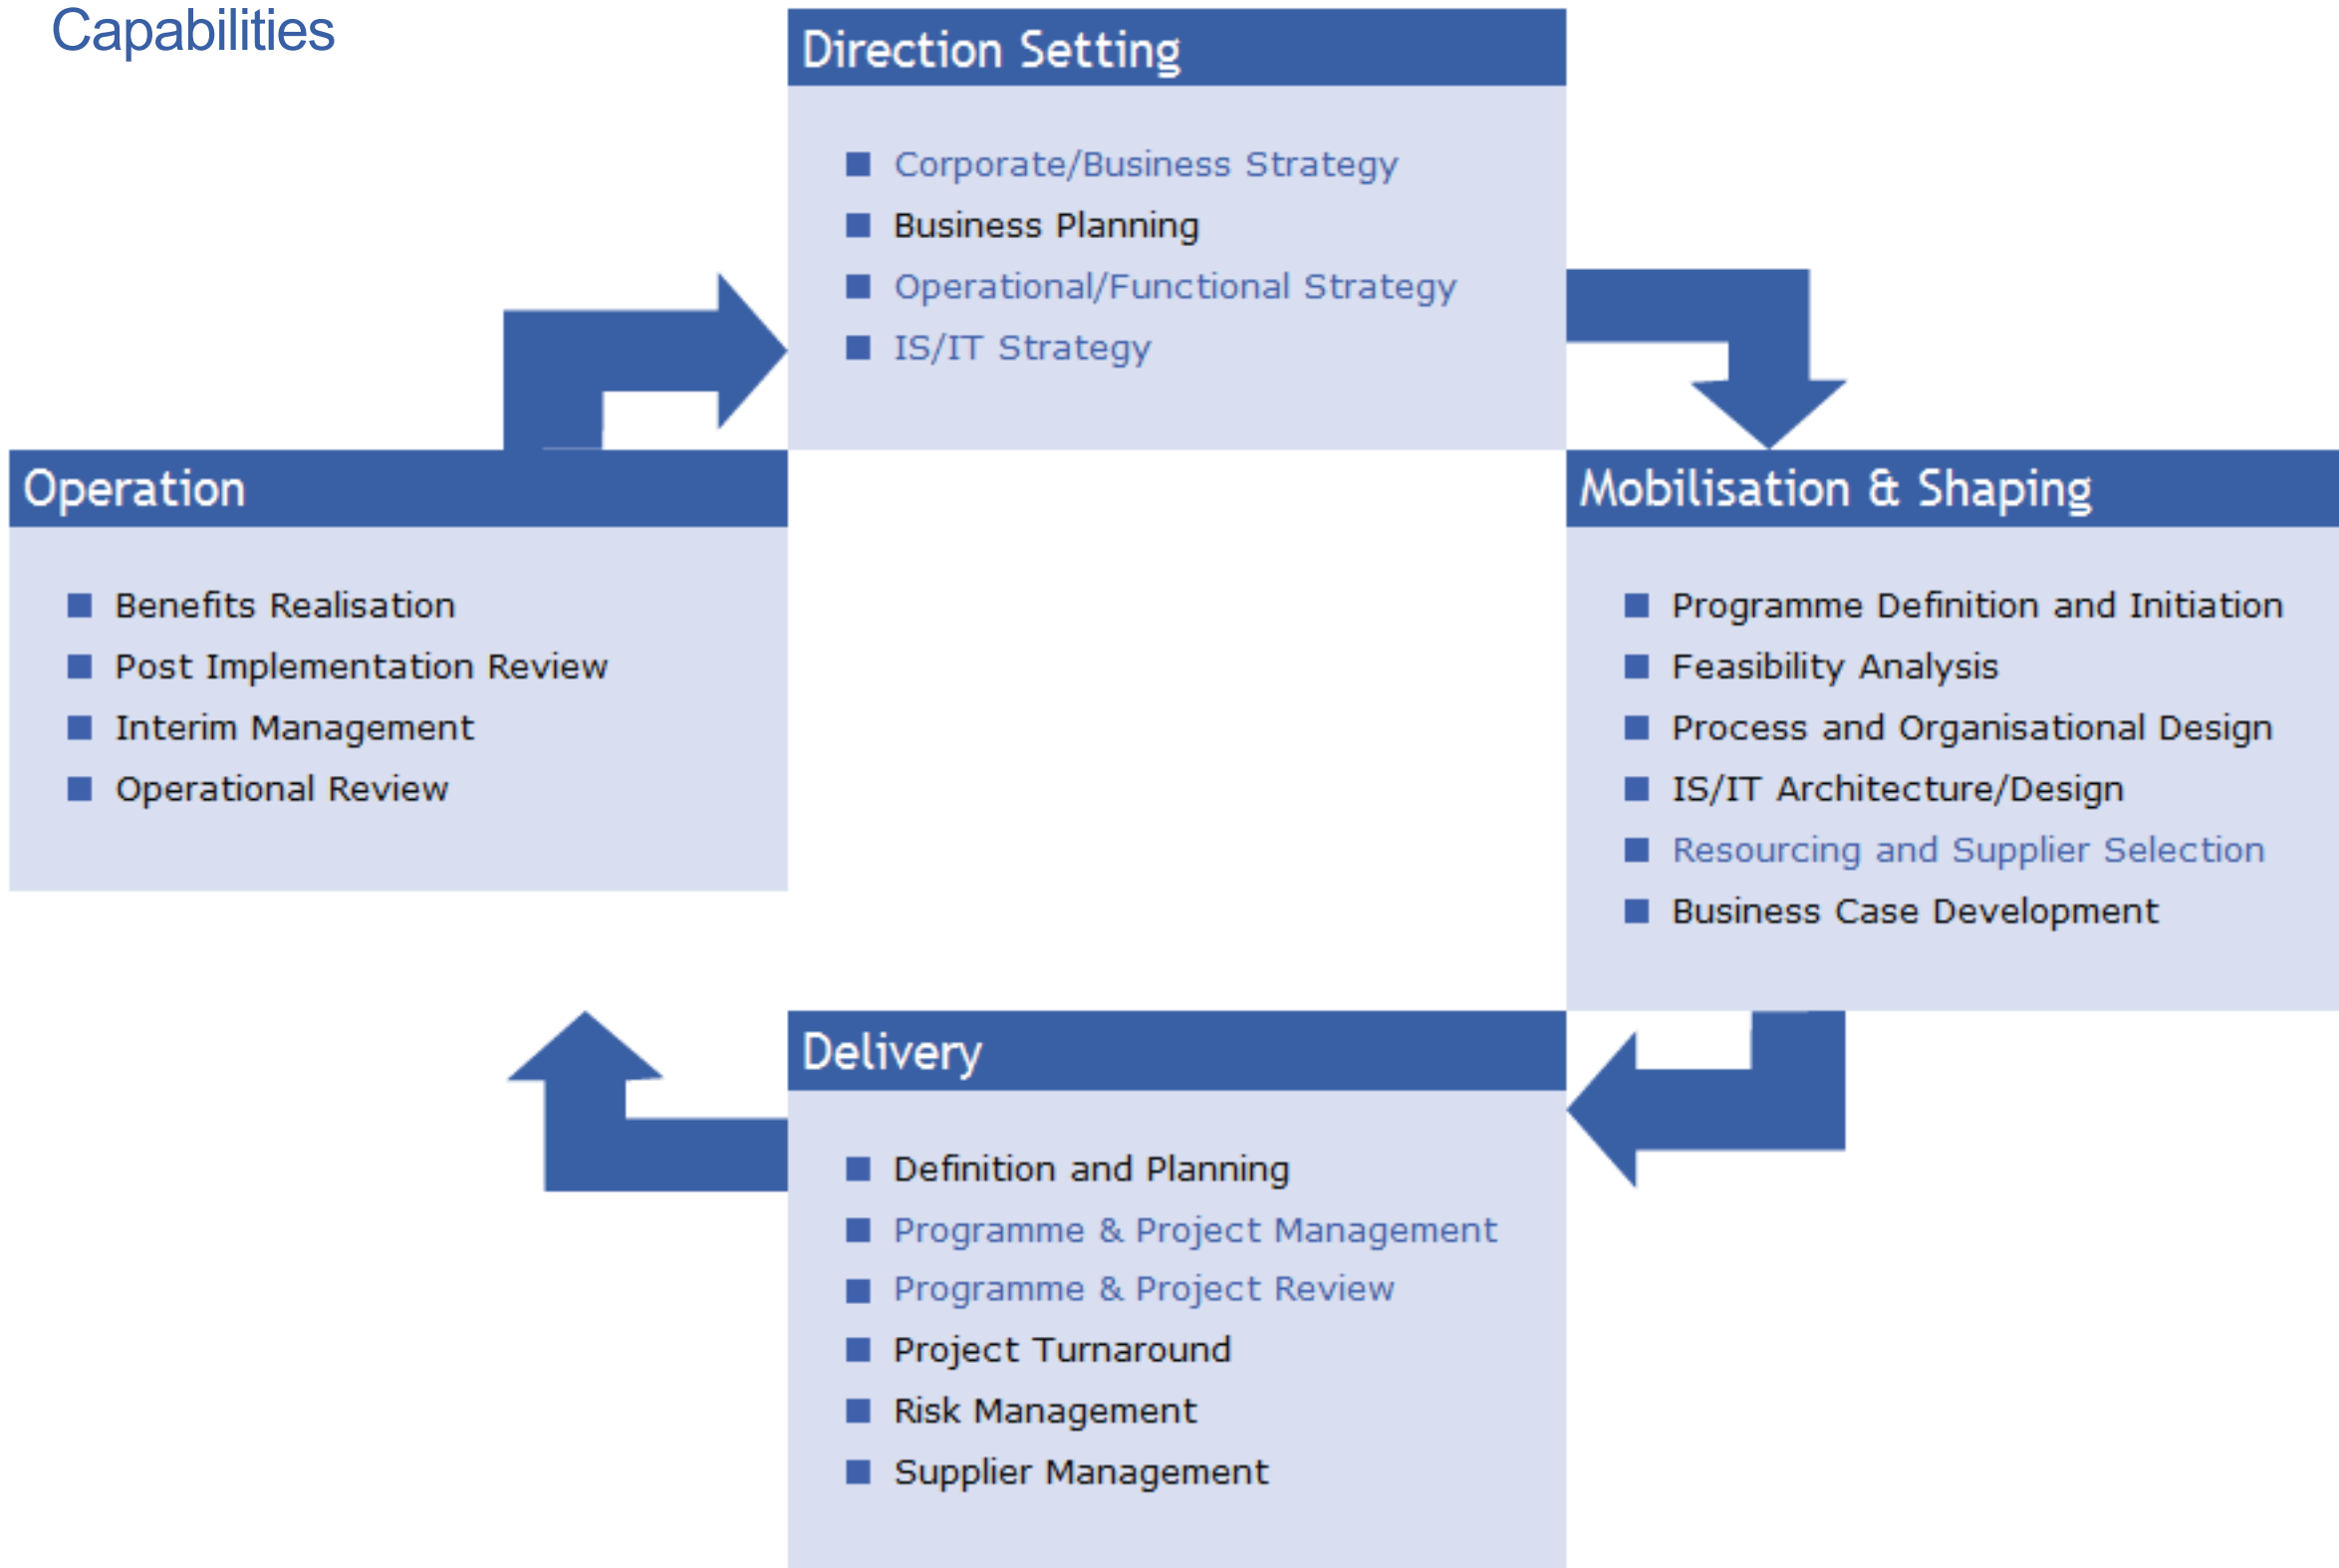 Capabilities
Direction Setting
Corporate/Business Strategy
Business Planning
Operational/Functional Strategy
IS/IT Strategy
Operation
Benefits Realisation
Post Implementation Review
Interim Management
Operational Review
Mobilisation & Shaping
Programme Definition and Initiation
Feasibility Analysis
Process and Organisational Design
IS/IT Architecture/Design
Resourcing and Supplier Selection
Business Case Development
Delivery
Definition and Planning
Programme & Project Management
Programme & Project Review
Project Turnaround
Risk Management
Supplier Management